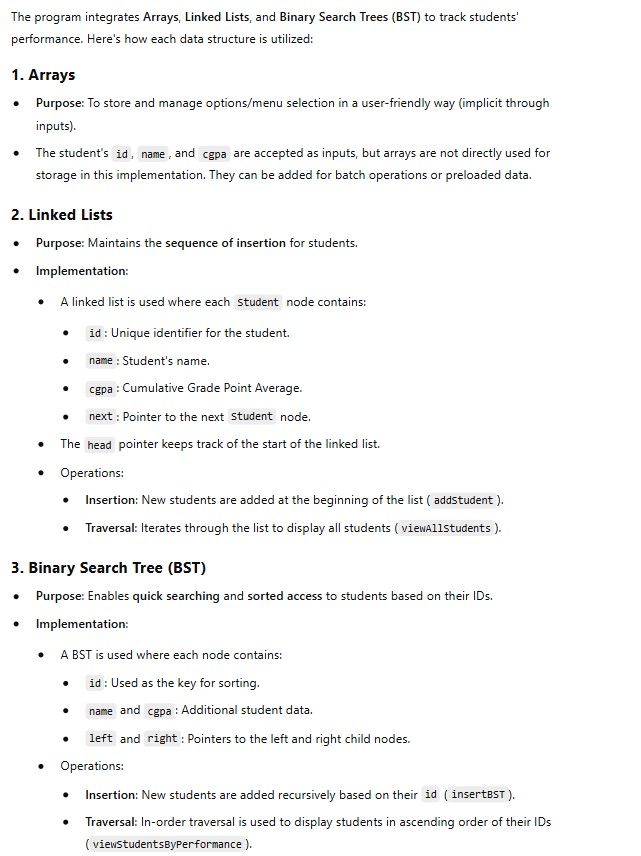 The program integrates Arrays, Linked Lists, and Binary Search Trees (BST) to track students'
performance. Here's how each data structure is utilized:
1. Arrays
• Purpose: To store and manage options/menu selection in a user-friendly way (implicit through
inputs).
• The student's id, name, and cgpa are accepted as inputs, but arrays are not directly used for
storage in this implementation. They can be added for batch operations or preloaded data.
2. Linked Lists
• Purpose: Maintains the sequence of insertion for students.
• Implementation:
• A linked list is used where each Student node contains:
• id: Unique identifier for the student.
• name: Student's name.
• cgpa: Cumulative Grade Point Average.
• next: Pointer to the next Student node.
• The head pointer keeps track of the start of the linked list.
• Operations:
• Insertion: New students are added at the beginning of the list (addStudent).
• Traversal: Iterates through the list to display all students (viewAllStudents).
3. Binary Search Tree (BST)
• Purpose: Enables quick searching and sorted access to students based on their IDs.
• Implementation:
• A BST is used where each node contains:
• id: Used as the key for sorting.
• name and cgpa: Additional student data.
• left and right: Pointers to the left and right child nodes.
• Operations:
• Insertion: New students are added recursively based on their id (insertBST).
• Traversal: In-order traversal is used to display students in ascending order of their IDs
(viewStudentsByPerformance).